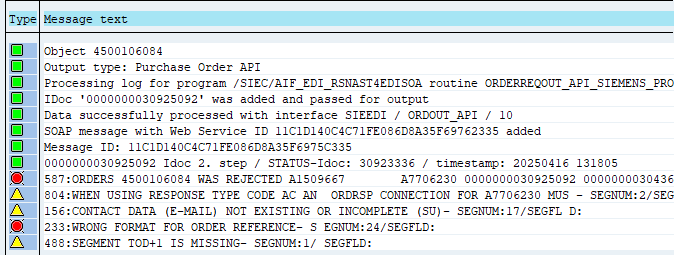 Type Message text
Object 4500106084
Output type: Purchase Order API
Processing log for program /SIEC/AIF_EDI_RSNAST4EDISOA routine ORDERREQOUT_API_SIEMENS_PRO
IDoc '0000000030925092' was added and passed for output
Data successfully processed with interface SIEEDI / ORDOUT_API / 10
SOAP message with Web Service ID 11C1D140C4C71FE086D8A35F69762335 added
Message ID: 11C1D140C4C71FE086D8A35F6975C335
0000000030925092 Idoc 2. step / STATUS-Idoc: 30923336 / timestamp: 20250416 131805
587:ORDERS 4500106084 WAS REJECTED A1509667 A7706230 0000000030925092 00000000030436
804:WHEN USING RESPONSE TYPE CODE AC AN ORDRSP CONNECTION FOR A7706230 MUS - SEGNUM:2/SEG
156:CONTACT DATA (E-MAIL) NOT EXISTING OR INCOMPLETE (SU)- SEGNUM:17/SEGFL D:
233:WRONG FORMAT FOR ORDER REFERENCE- S EGNUM:24/SEGFLD:
488:SEGMENT TOD+1 IS MISSING- SEGNUM:1/ SEGFLD: